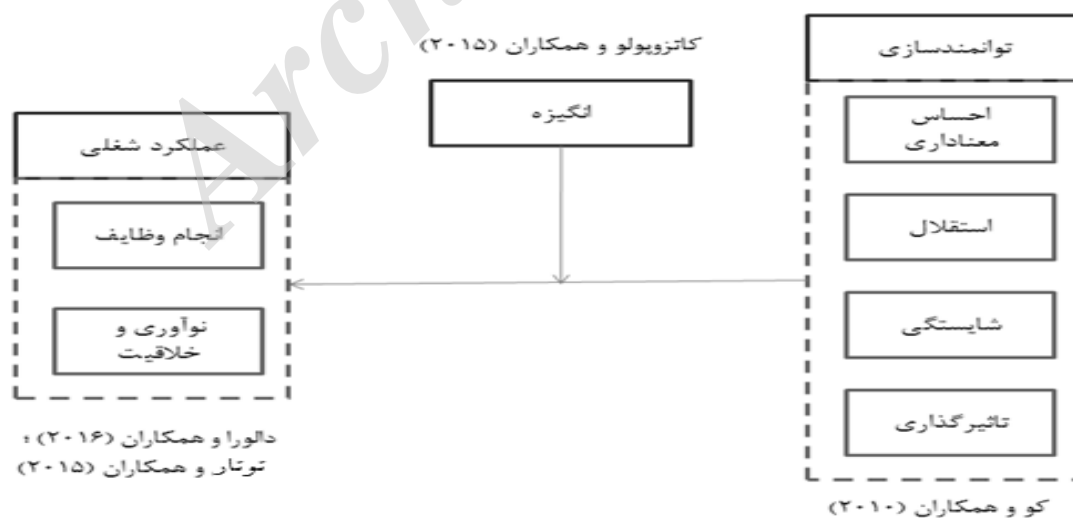 توانمندسازی
احساس
معناداری
استقلال
شایستگی
تاثیرگذاری
کو و همکاران (۲۰۱۰)
کاتزوپولو و همکاران (۲۰۱۵)
انگیزه
عملکرد شغلی
انجام وظایف
نوآوری و
خلاقیت
دالورا و همکاران (۲۰۱۶)؛
توتار و همکاران (۲۰۱۵)